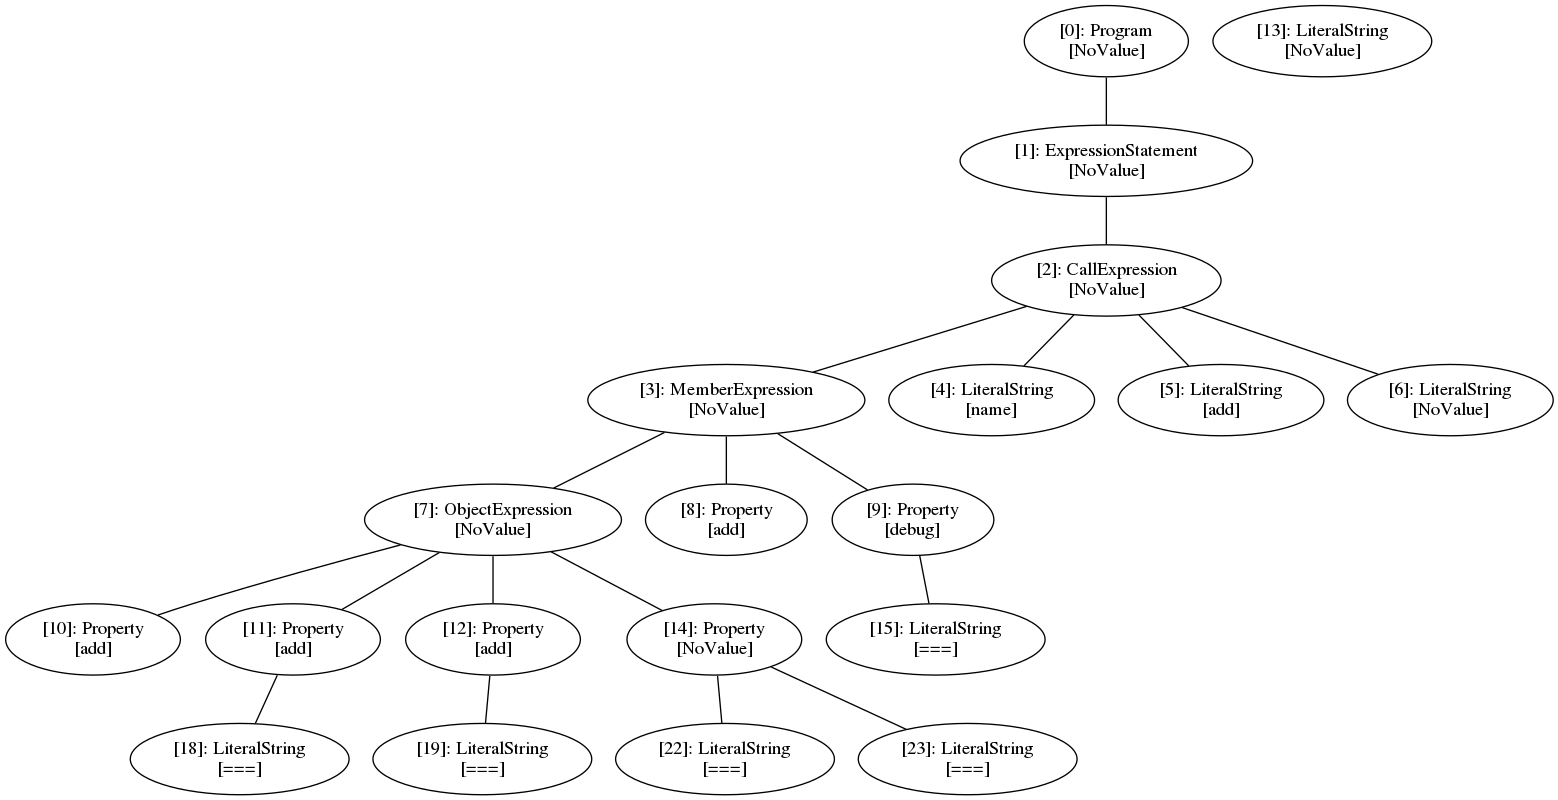 [0]: Program
[NoValue]
[13]: LiteralString
[NoValue]
[1]: ExpressionStatement
[NoValue]
[2]: CallExpression
[NoValue]
[3]: MemberExpression
[NoValue]
[4]: LiteralString
[name]
[5]: LiteralString
[add]
[6]: LiteralString
[NoValue]
[7]: ObjectExpression
[NoValue]
[8]: Property
[add]
[9]: Property
[debug]
[10]: Property
[add]
[11]: Property
[add]
[12]: Property
[add]
[14]: Property
[NoValue]
[15]: LiteralString
[===]
[18]: LiteralString
[===]
[19]: LiteralString
[===]
[22]: LiteralString
[===]
[23]: LiteralString
[===]